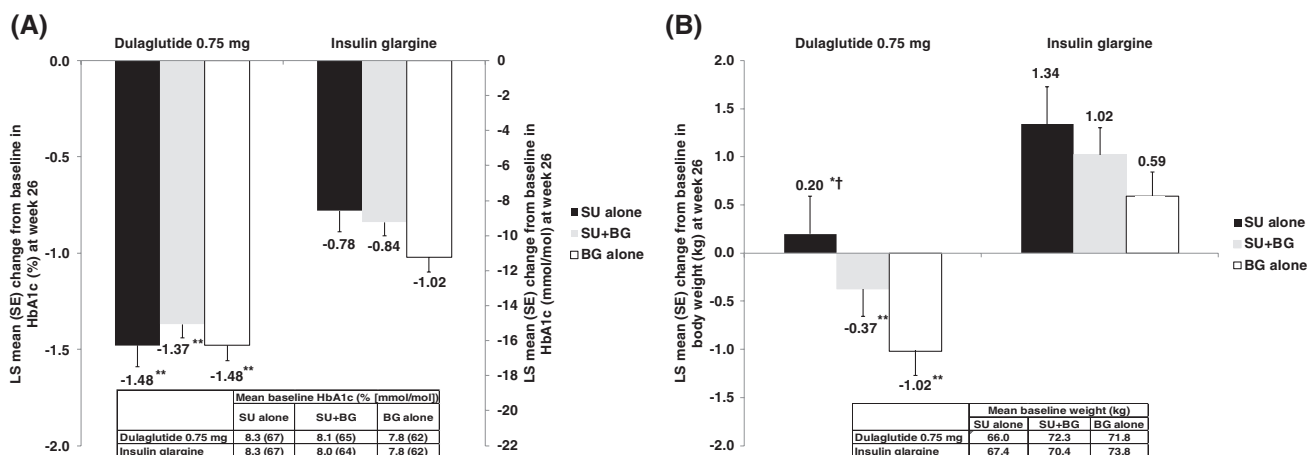 (A)
Dulaglutide 0.75 mg Insulin glargine
LS mean (SE) change from baseline in
HbA1c (%) at week 26
0.0
-0.5
-1.0
-1.5
-2.0
-1.48 **
-1.37 **
-1.48 **
-0.78
-0.84
-1.02
0
-2
-4
-6
-8
-10
-12
-14
-16
-18
-20
-22
LS mean (SE) change from baseline in
HbA1c (mmol/mol) at week 26
SU alone
SU+BG
BG alone
Mean baseline HbA1c (% [mmol/mol])
SU alone SU+BG BG alone
Dulaglutide 0.75 mg 8.3 (67) 8.1 (65) 7.8 (62)
Insulin glargine 8.3 (67) 8.0 (64) 7.8 (62)
(B)
Dulaglutide 0.75 mg Insulin glargine
LS mean (SE) change from baseline in
body weight (kg) at week 26
2.0
1.5
1.0
0.5
0.0
-0.5
-1.0
-1.5
-2.0
0.20 *†
-0.37 **
-1.02 **
1.34
1.02
0.59
SU alone
SU+BG
BG alone
Mean baseline weight (kg)
SU alone SU+BG BG alone
Dulaglutide 0.75 mg 66.0 72.3 71.8
Insulin glargine 67.4 70.4 73.8